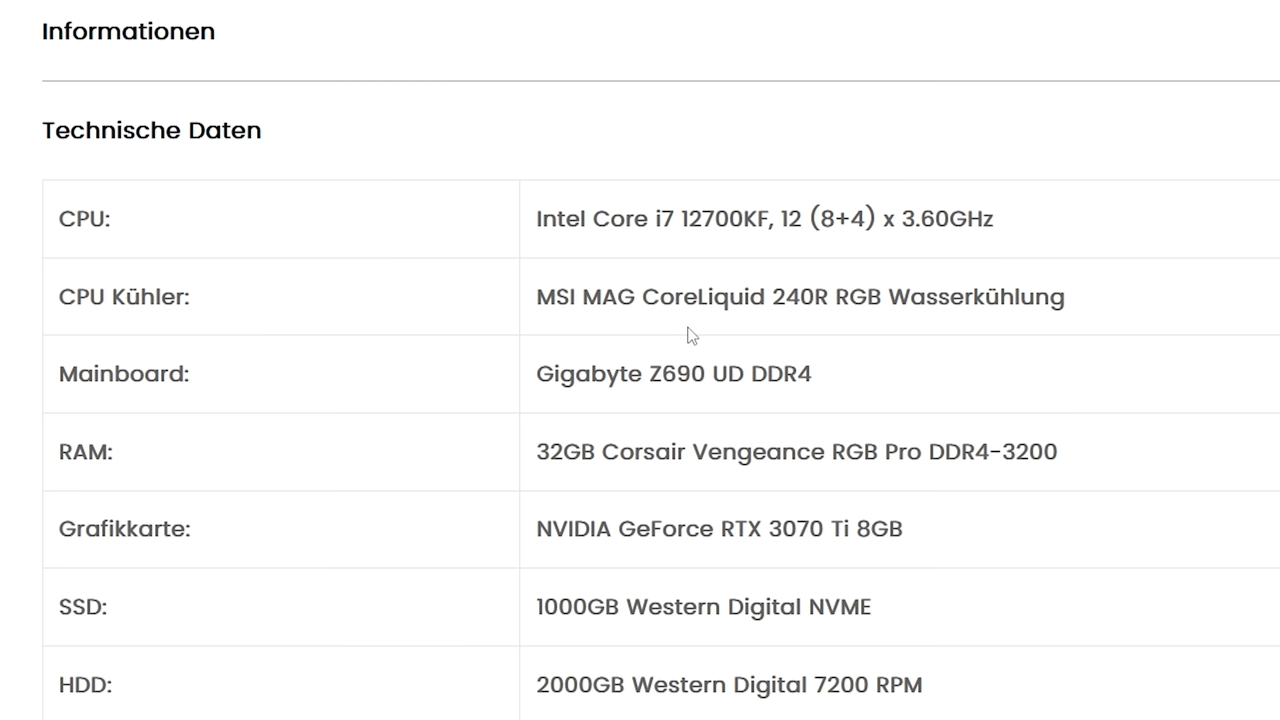 Informationen
Technische Daten
CPU: Intel Core i7 12700KF, 12 (8+4) x 3.60GHz
CPU Kühler: MSI MAG CoreLiquid 240R RGB Wasserkühlung
Mainboard: Gigabyte Z690 UD DDR4
RAM: 32GB Corsair Vengeance RGB Pro DDR4-3200
Grafikkarte: NVIDIA GeForce RTX 3070 Ti 8GB
SSD: 1000GB Western Digital NVME
HDD: 2000GB Western Digital 7200 RPM